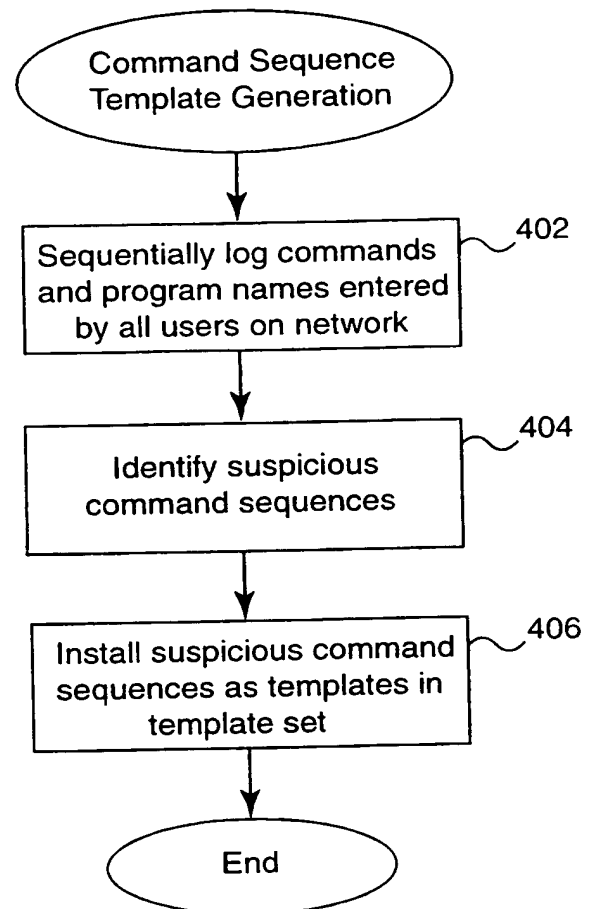 Command Sequence
Template Generation
402
Sequentially log commands
and program names entered
by all users on network
404
Identify suspicious
command sequences
406
Install suspicious command
sequences as templates in
template set
End